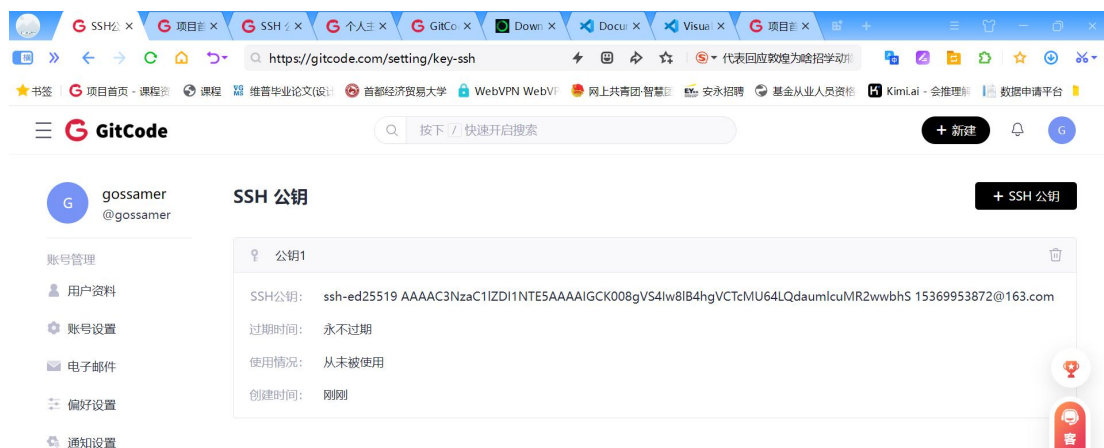 SSH公 项目首 SSH 公 个人主 GitCo Down Docur Visual 项目首
https://gitcode.com/setting/key-ssh 代表回应敦煌为啥招学动
书签 项目首页 - 课程资 课程 维普毕业论文(设计 首都经济贸易大学 WebVPN WebVP 网上共青团·智慧团 安永招聘 基金从业人员资格 Kimi.ai - 会推理解 数据申请平台
GitCode 按下 / 快速开启搜索 + 新建 G
G gossamer
@gossamer
SSH 公钥 + SSH 公钥
账号管理
公钥1
用户资料
SSH公钥: ssh-ed25519 AAAAC3NzaC1lZDI1NTE5AAAAIGCK008gVS4Iw8lB4hgVCTcMU64LQdaumlcuMR2wwbhS 15369953872@163.com
账号设置
过期时间: 永不过期
电子邮件
使用情况: 从未被使用
偏好设置
创建时间: 刚刚
通知设置
客